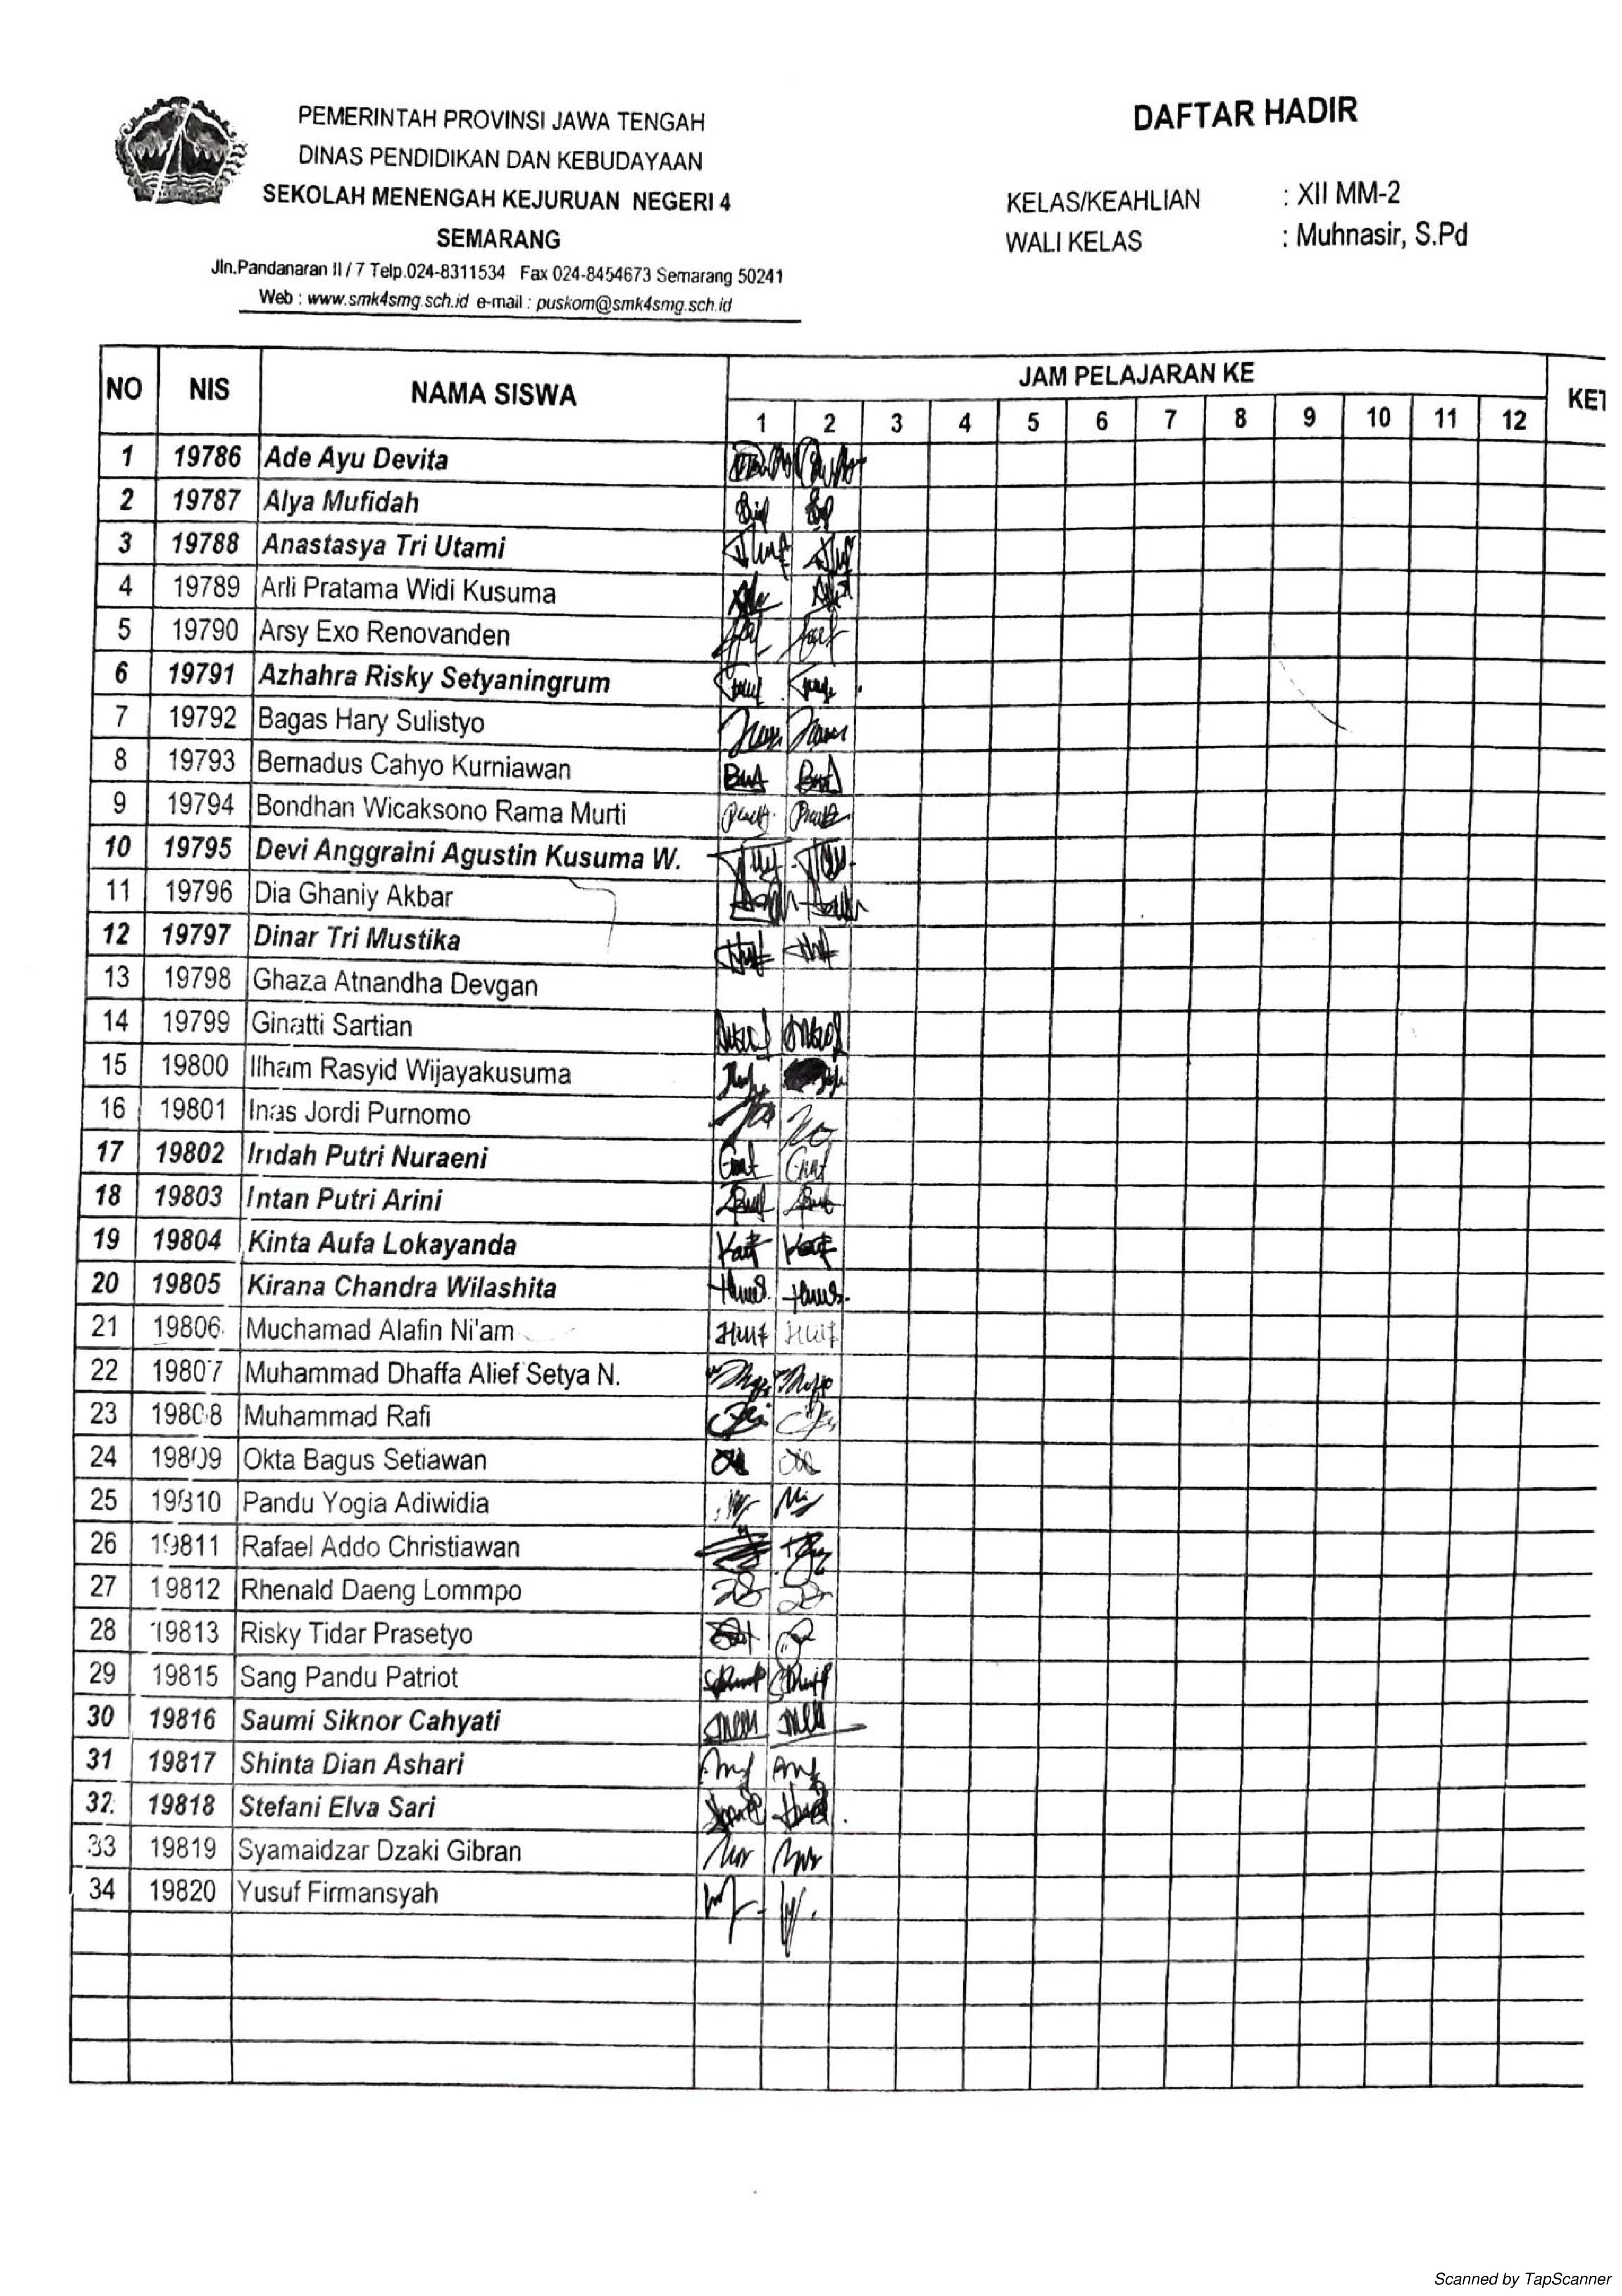 PEMERINTAH PROVINSI JAWA TENGAH
DINAS PENDIDIKAN DAN KEBUDAYAAN
SEKOLAH MENENGAH KEJURUAN NEGERI 4
SEMARANG
Jln.Pandanaran II / 7 Telp.024-8311534 Fax 024-8454673 Semarang 50241
Web : www.smk4smg.sch.id e-mail : puskom@smk4smg.sch.id
DAFTAR HADIR
KELAS/KEAHLIAN : XII MM-2
WALI KELAS : Muhnasir, S.Pd
NO NIS NAMA SISWA JAM PELAJARAN KE KET
1 2 3 4 5 6 7 8 9 10 11 12
1 19786 Ade Ayu Devita
2 19787 Alya Mufidah
3 19788 Anastasya Tri Utami
4 19789 Arli Pratama Widi Kusuma
5 19790 Arsy Exo Renovanden
6 19791 Azhahra Risky Setyaningrum
7 19792 Bagas Hary Sulistyo
8 19793 Bernadus Cahyo Kurniawan
9 19794 Bondhan Wicaksono Rama Murti
10 19795 Devi Anggraini Agustin Kusuma W.
11 19796 Dia Ghaniy Akbar
12 19797 Dinar Tri Mustika
13 19798 Ghaza Atnandha Devgan
14 19799 Ginatti Sartian
15 19800 Ilham Rasyid Wijayakusuma
16 19801 Inas Jordi Purnomo
17 19802 Indah Putri Nuraeni
18 19803 Intan Putri Arini
19 19804 Kinta Aufa Lokayanda
20 19805 Kirana Chandra Wilashita
21 19806 Muchamad Alafin Ni'am
22 19807 Muhammad Dhaffa Alief Setya N.
23 19808 Muhammad Rafi
24 19809 Okta Bagus Setiawan
25 19810 Pandu Yogia Adiwidia
26 19811 Rafael Addo Christiawan
27 19812 Rhenald Daeng Lommpo
28 19813 Risky Tidar Prasetyo
29 19815 Sang Pandu Patriot
30 19816 Saumi Siknor Cahyati
31 19817 Shinta Dian Ashari
32 19818 Stefani Elva Sari
33 19819 Syamaidzar Dzaki Gibran
34 19820 Yusuf Firmansyah
Scanned by TapScanner